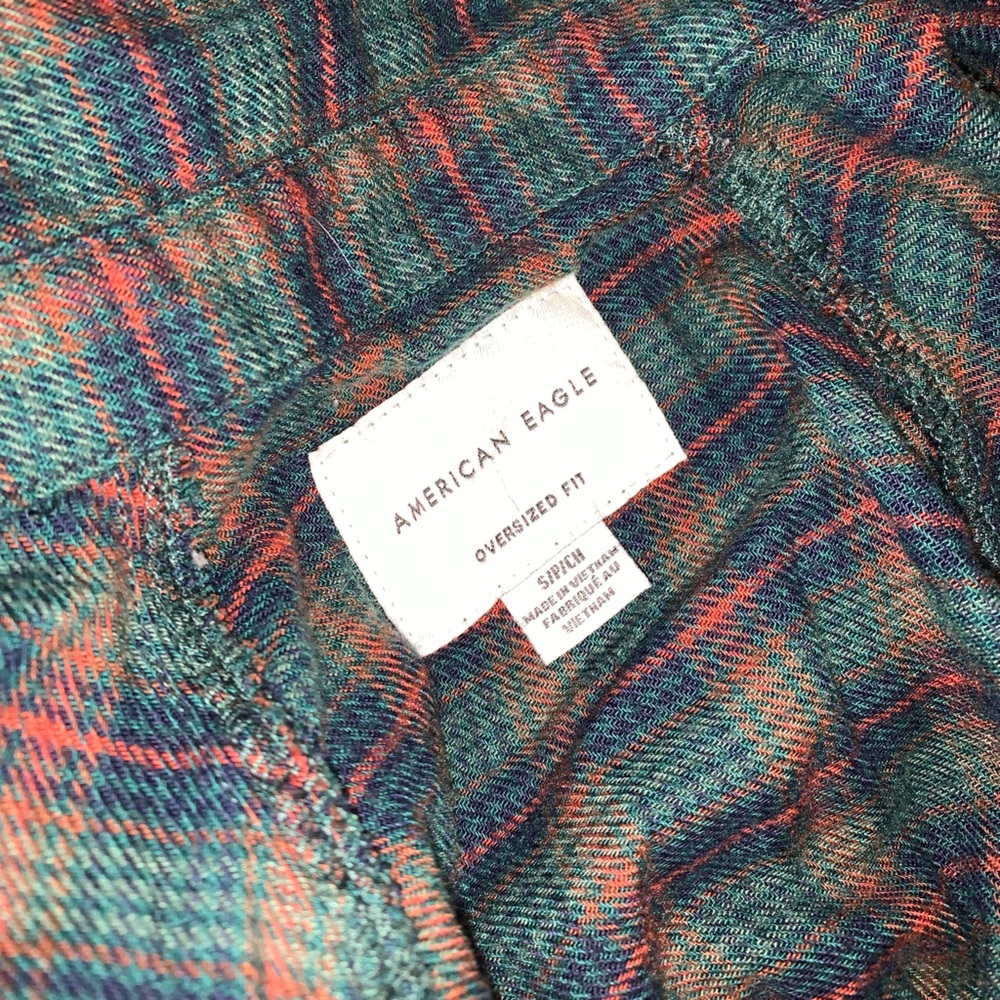 AMERICAN EAGLE
OVERSIZED FIT
S/P/CH
MADE IN VIETNAM
FABRIQUÉ AU
VIETNAM